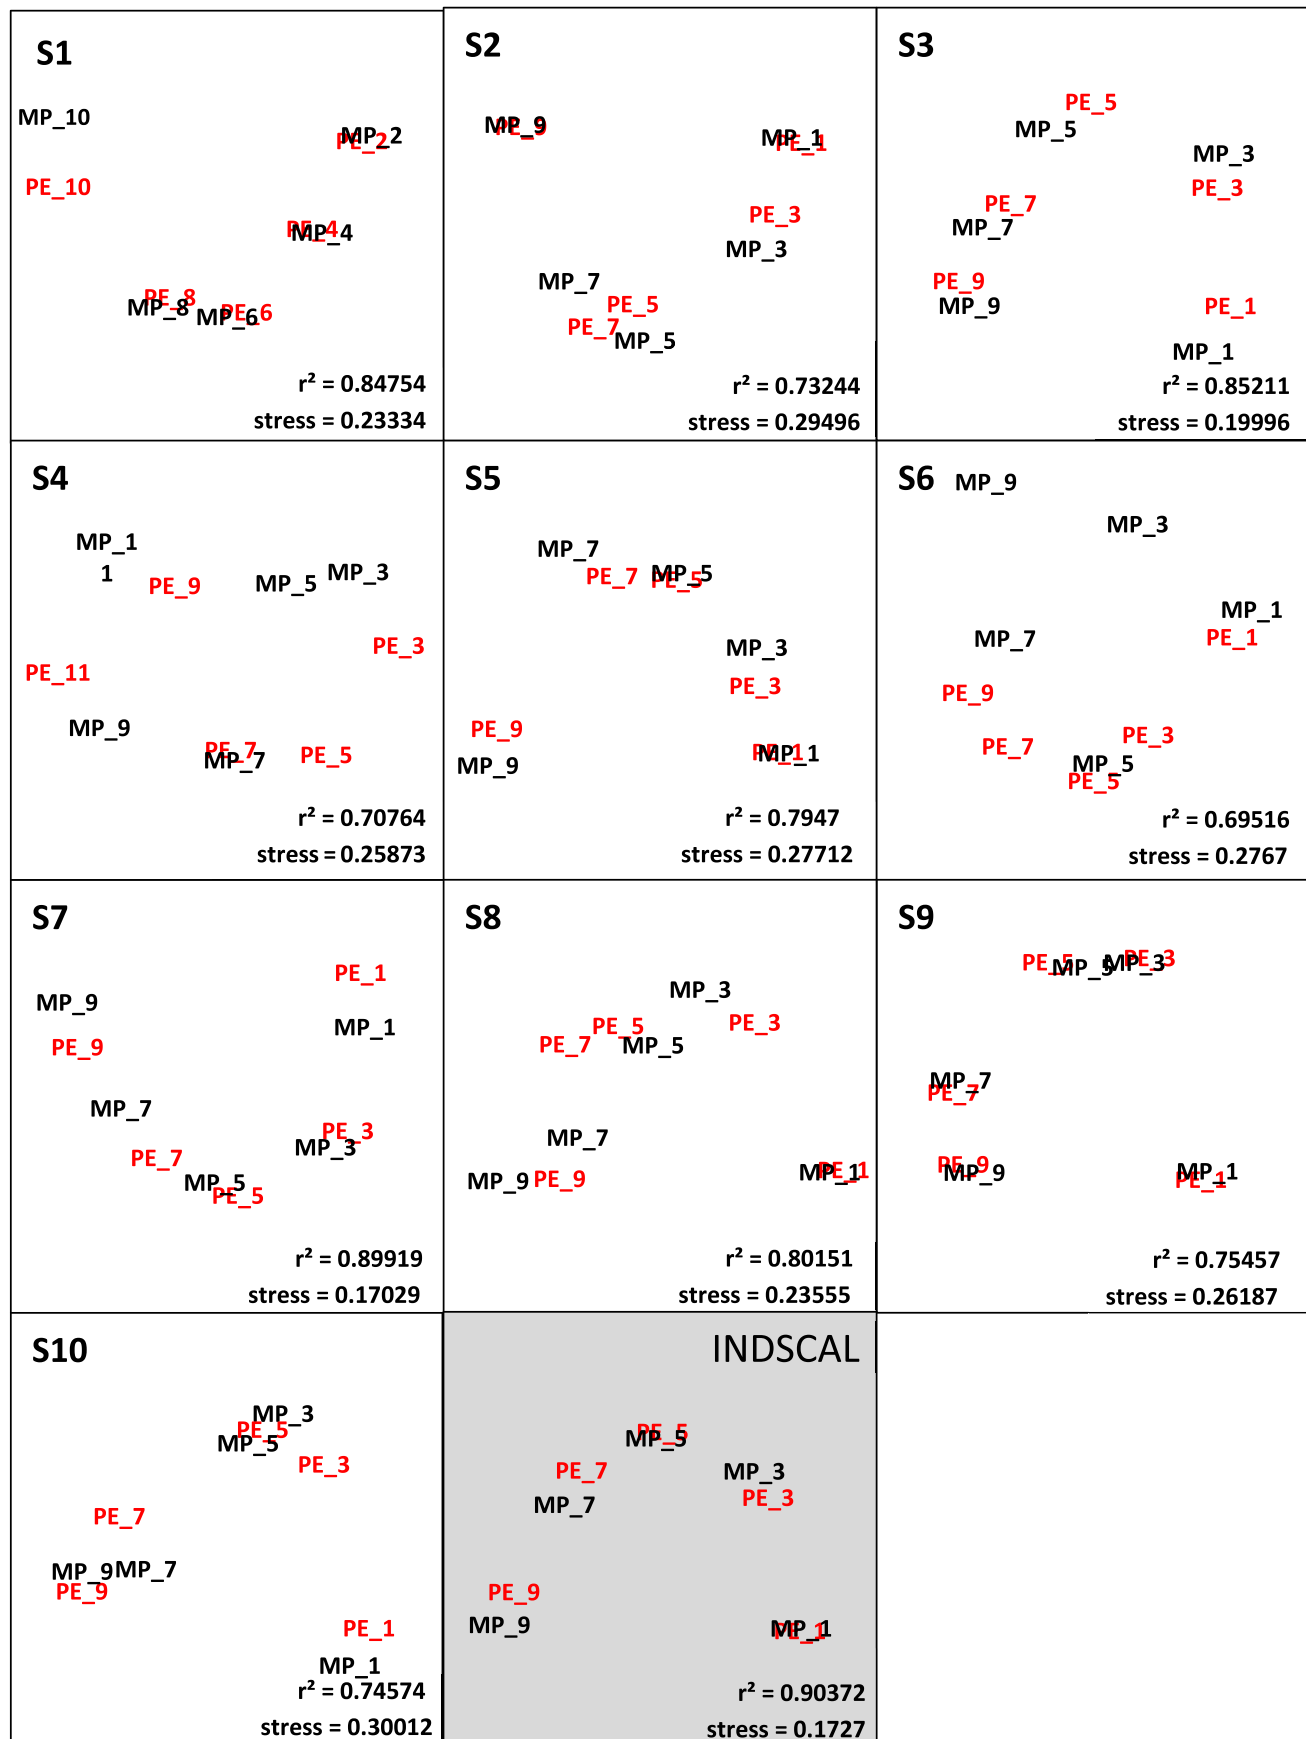 S1
MP_10
MP_2
PE_2
PE_10
PE_4
MP_4
PE_8
MP_8
PE_6
MP_6
r² = 0.84754
stress = 0.23334
S2
MP_9
PE_9
MP_1
PE_1
PE_3
MP_3
MP_7
PE_5
PE_7
MP_5
r² = 0.73244
stress = 0.29496
S3
PE_5
MP_5
MP_3
PE_3
PE_7
MP_7
PE_9
MP_9
PE_1
MP_1
r² = 0.85211
stress = 0.19996
S4
MP_1
1
PE_9
MP_5
MP_3
PE_3
PE_11
MP_9
PE_7
MP_7
PE_5
r² = 0.70764
stress = 0.25873
S5
MP_7
PE_7
MP_5
PE_5
MP_3
PE_3
PE_9
MP_9
PE_1
MP_1
r² = 0.7947
stress = 0.27712
S6
MP_9
MP_3
MP_1
PE_1
MP_7
PE_9
PE_7
PE_3
MP_5
PE_5
r² = 0.69516
stress = 0.2767
S7
PE_1
MP_9
MP_1
PE_9
MP_7
PE_3
MP_3
PE_7
MP_5
PE_5
r² = 0.89919
stress = 0.17029
S8
MP_3
PE_5
PE_3
PE_7
MP_5
MP_7
MP_9
PE_9
PE_1
MP_1
r² = 0.80151
stress = 0.23555
S9
PE_5
MP_5
MP_3
PE_3
MP_7
PE_7
PE_9
MP_9
MP_1
PE_1
r² = 0.75457
stress = 0.26187
S10
MP_3
PE_5
MP_5
PE_3
PE_7
MP_9
MP_7
PE_9
PE_1
MP_1
r² = 0.74574
stress = 0.30012
INDSCAL
PE_5
MP_5
PE_7
MP_3
MP_7
PE_3
PE_9
MP_9
MP_1
PE_1
r² = 0.90372
stress = 0.1727